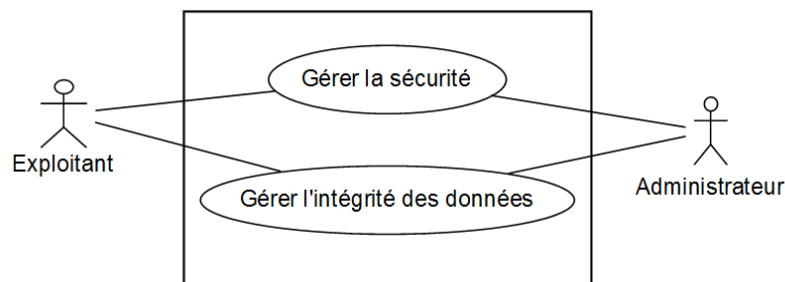 Gérer la sécurité
Exploitant
Gérer l'intégrité des données
Administrateur